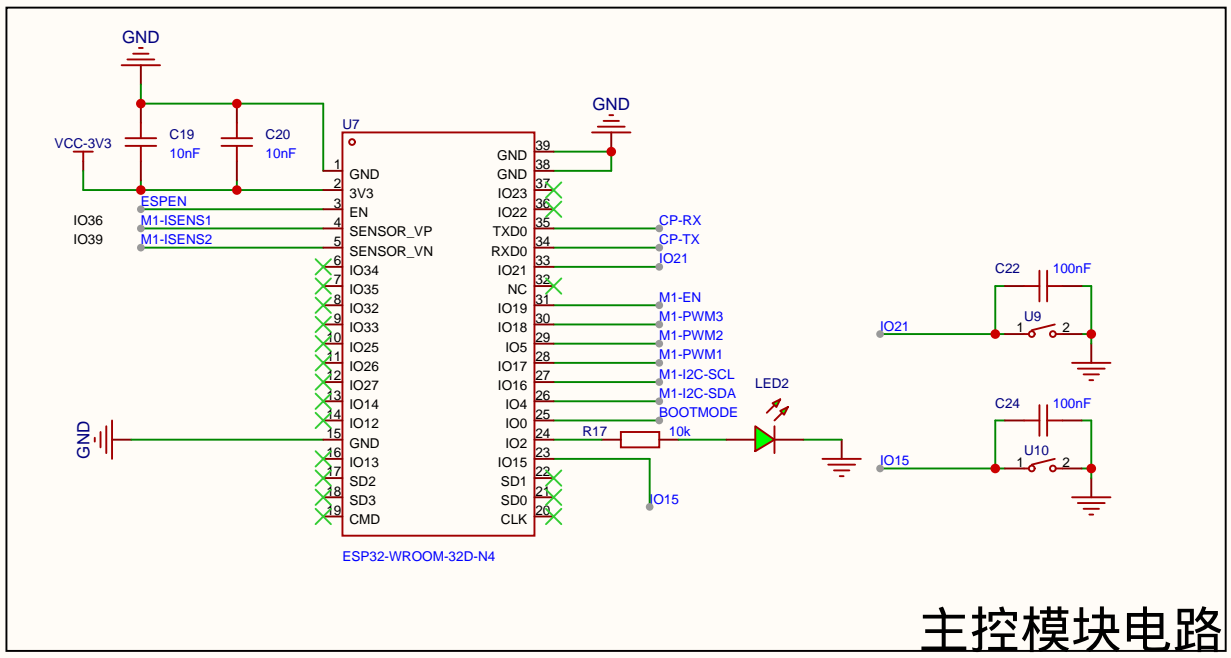 GND
VCC-3V3
C19
10nF
C20
10nF
ESPEN
IO36
M1-ISENS1
IO39
M1-ISENS2
GND
U7
1
GND
2
3V3
3
EN
4
SENSOR_VP
5
SENSOR_VN
6
IO34
7
IO35
8
IO32
9
IO33
10
IO25
11
IO26
12
IO27
13
IO14
14
IO12
15
GND
16
IO13
17
SD2
18
SD3
19
CMD
39
GND
38
GND
37
IO23
36
IO22
35
TXD0
34
RXD0
33
IO21
32
NC
31
IO19
30
IO18
29
IO5
28
IO17
27
IO16
26
IO4
25
IO0
24
IO2
23
IO15
22
SD1
21
SD0
20
CLK
ESP32-WROOM-32D-N4
GND
CP-RX
CP-TX
IO21
M1-EN
M1-PWM3
M1-PWM2
M1-PWM1
M1-I2C-SCL
M1-I2C-SDA
BOOTMODE
R17
10k
LED2
IO15
C22
100nF
U9
IO21
1
2
C24
100nF
U10
IO15
1
2
主控模块电路